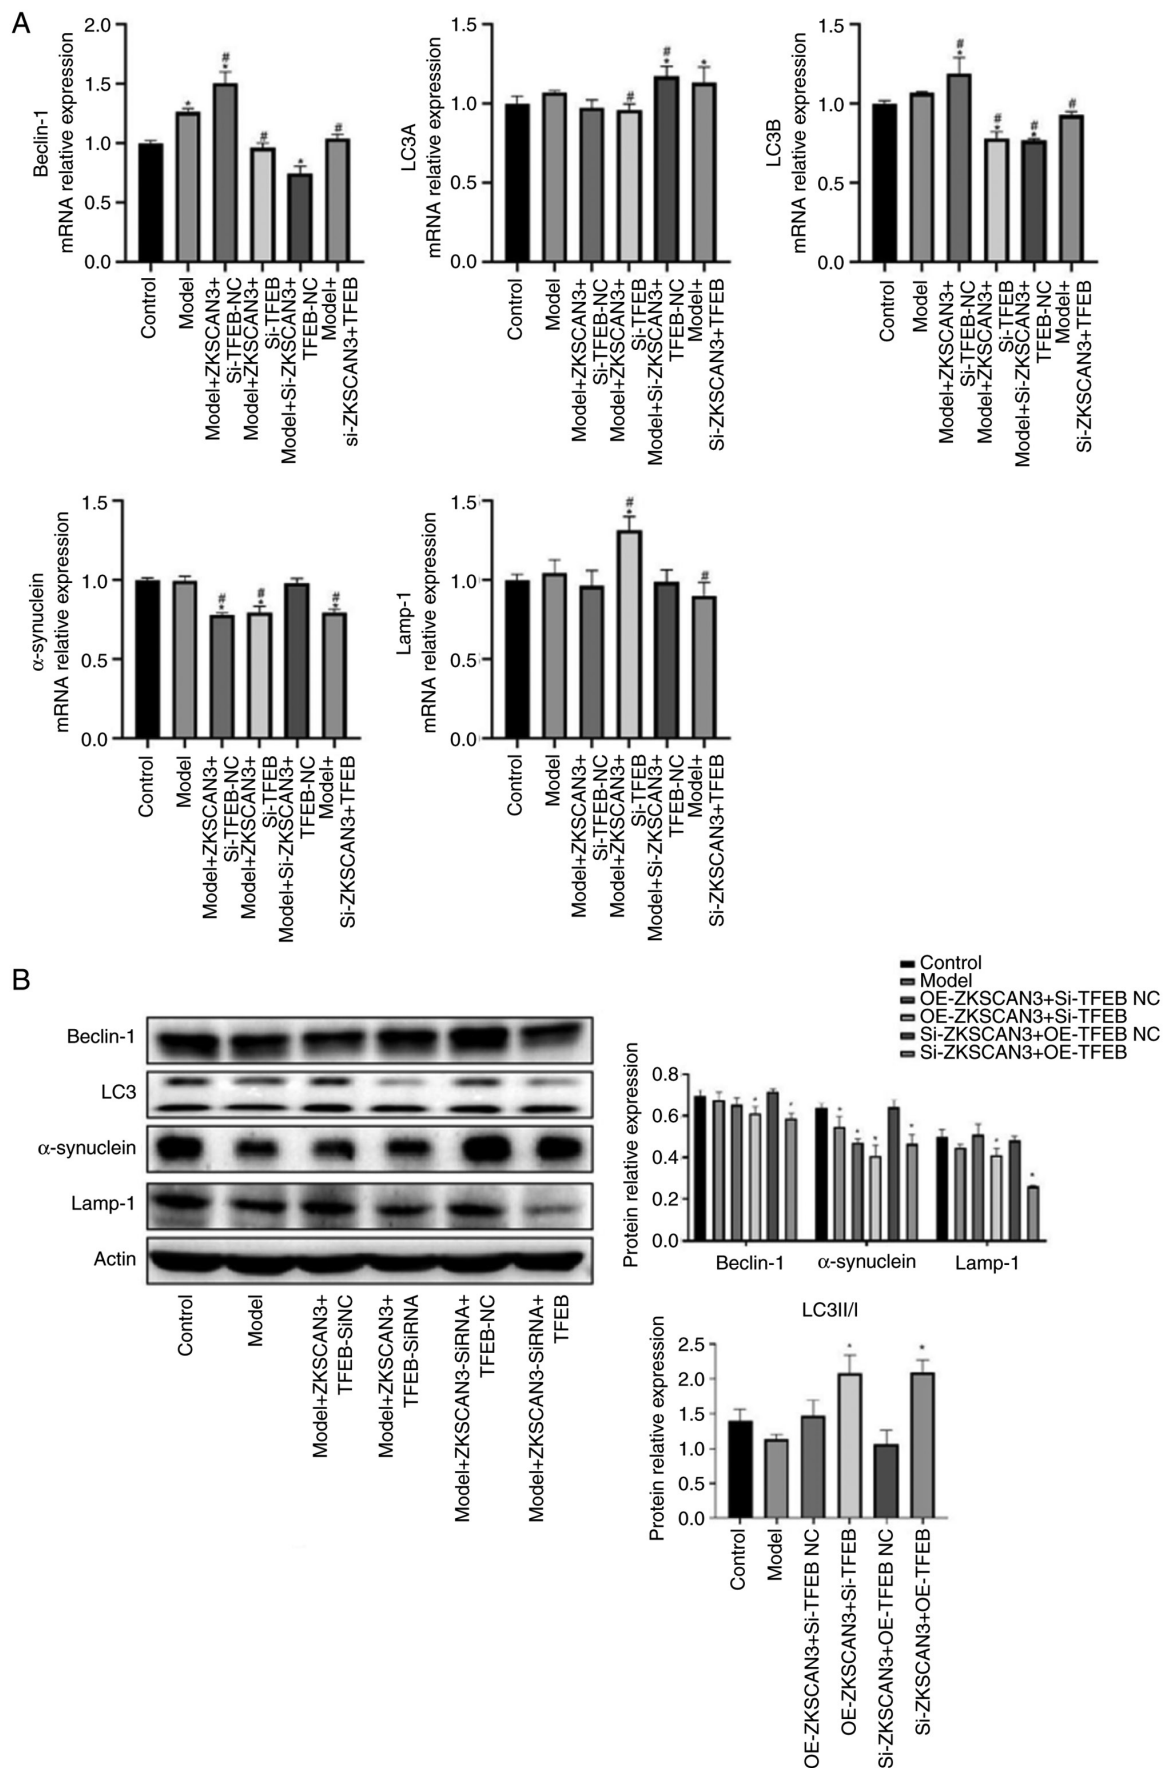 A
Beclin-1
mRNA relative expression
2.0
1.5
1.0
0.5
0.0
*
#
*
#
*
#
Control
Model
Model+ZKSCAN3+
Si-TFEB-NC
Model+ZKSCAN3+
Si-TFEB
Model+Si-ZKSCAN3+
TFEB-NC
Model+
si-ZKSCAN3+TFEB
LC3A
mRNA relative expression
1.5
1.0
0.5
0.0
#
#
*
*
Control
Model
Model+ZKSCAN3+
Si-TFEB-NC
Model+ZKSCAN3+
Si-TFEB
Model+Si-ZKSCAN3+
TFEB-NC
Model+
Si-ZKSCAN3+TFEB
LC3B
mRNA relative expression
1.5
1.0
0.5
0.0
#
*
#
*
#
*
#
Control
Model
Model+ZKSCAN3+
Si-TFEB-NC
Model+ZKSCAN3+
Si-TFEB
Model+Si-ZKSCAN3+
TFEB-NC
Model+
Si-ZKSCAN3+TFEB
α-synuclein
mRNA relative expression
1.5
1.0
0.5
0.0
#
*
#
*
#
*
Control
Model
Model+ZKSCAN3+
Si-TFEB-NC
Model+ZKSCAN3+
Si-TFEB
Model+Si-ZKSCAN3+
TFEB-NC
Model+
Si-ZKSCAN3+TFEB
Lamp-1
mRNA relative expression
1.5
1.0
0.5
0.0
#
*
#
Control
Model
Model+ZKSCAN3+
Si-TFEB-NC
Model+ZKSCAN3+
Si-TFEB
Model+Si-ZKSCAN3+
TFEB-NC
Model+
Si-ZKSCAN3+TFEB
B
Beclin-1
LC3
α-synuclein
Lamp-1
Actin
Control
Model
Model+ZKSCAN3+
TFEB-SiNC
Model+ZKSCAN3+
TFEB-SiRNA
Model+ZKSCAN3-SiRNA+
TFEB-NC
Model+ZKSCAN3-SiRNA+
TFEB
Control
Model
OE-ZKSCAN3+Si-TFEB NC
OE-ZKSCAN3+Si-TFEB
Si-ZKSCAN3+OE-TFEB NC
Si-ZKSCAN3+OE-TFEB
Protein relative expression
0.8
0.6
0.4
0.2
0.0
* * * * * * * *
Beclin-1 α-synuclein Lamp-1
LC3II/I
Protein relative expression
2.5
2.0
1.5
1.0
0.5
0.0
* *
Control
Model
OE-ZKSCAN3+Si-TFEB NC
OE-ZKSCAN3+Si-TFEB
Si-ZKSCAN3+OE-TFEB NC
Si-ZKSCAN3+OE-TFEB